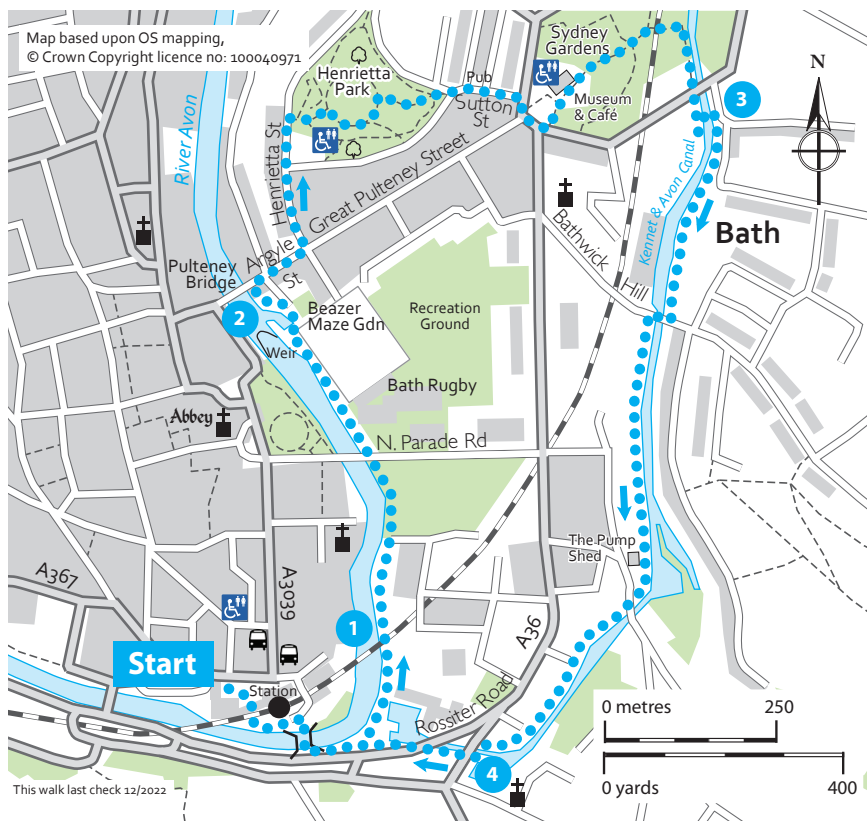 Map based upon OS mapping,
© Crown Copyright licence no: 100040971
Sydney
Gardens
Pub
Henrietta
Park
Sutton
St
Museum
& Café
N
3
River Avon
Henrietta St
Great Pulteney Street
Kennet & Avon Canal
Bath
Bathwick
Hill
Argyle
St
Pulteney
Bridge
2
Beazer
Maze Gdn
Recreation
Ground
Weir
Bath Rugby
Abbey
N. Parade Rd
The Pump
Shed
A367
A3039
1
A36
Start
Station
Rossiter Road
0 metres 250
4
0 yards 400
This walk last check 12/2022